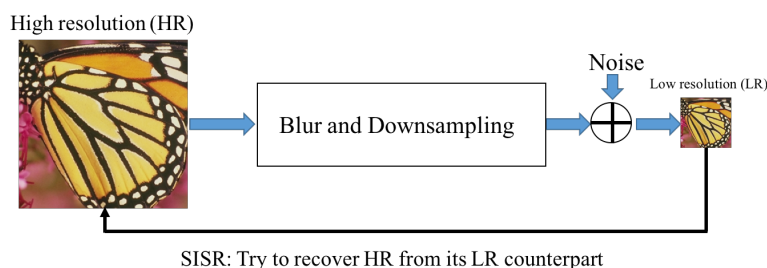 High resolution (HR)
Noise
Low resolution (LR)
Blur and Downsampling
SISR: Try to recover HR from its LR counterpart